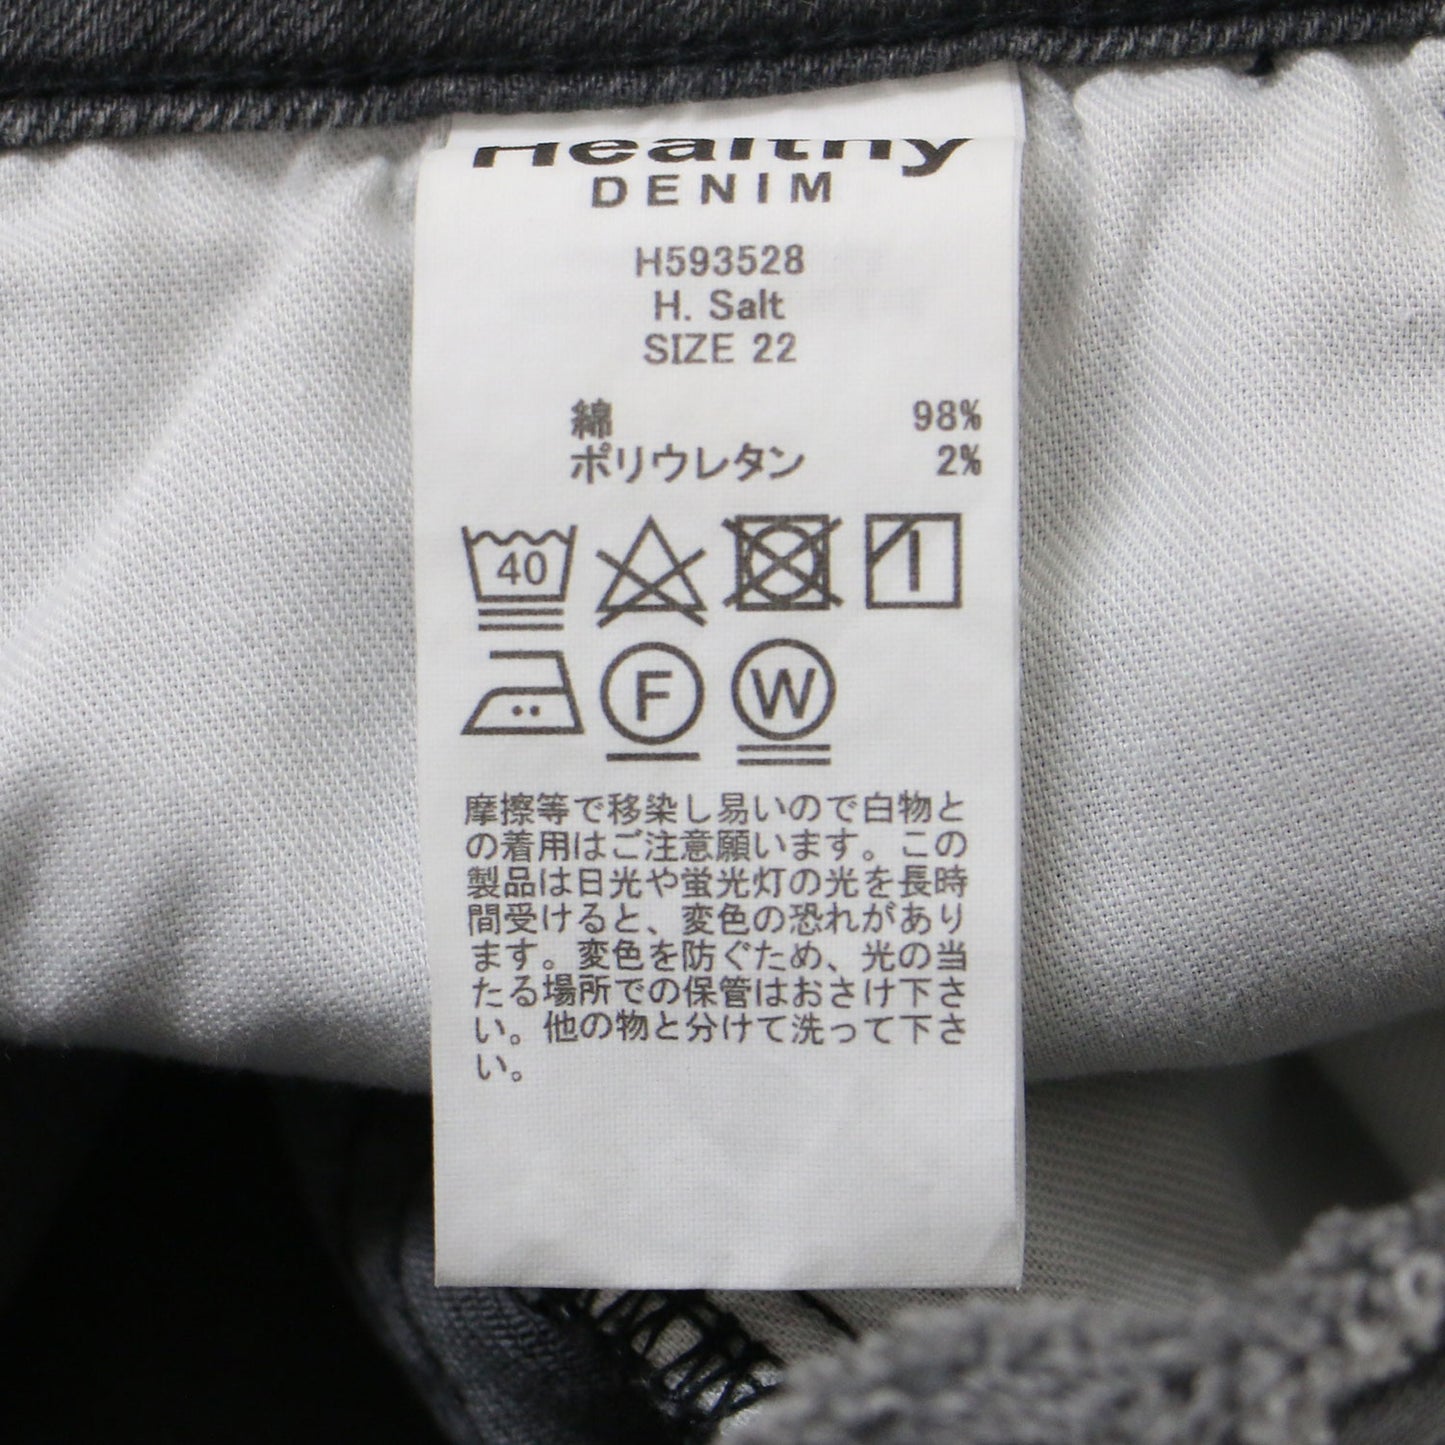 Healthy
DENIM
H593528
H. Salt
SIZE 22
綿 98%
ポリウレタン 2%
40
F
W
摩擦等で移染し易いので白物と
の着用はご注意願います。この
製品は日光や蛍光灯の光を長時
間受けると、変色の恐れがあり
ます。変色を防ぐため、光の当
たる場所での保管はおさけ下さ
い。他の物と分けて洗って下さ
い。